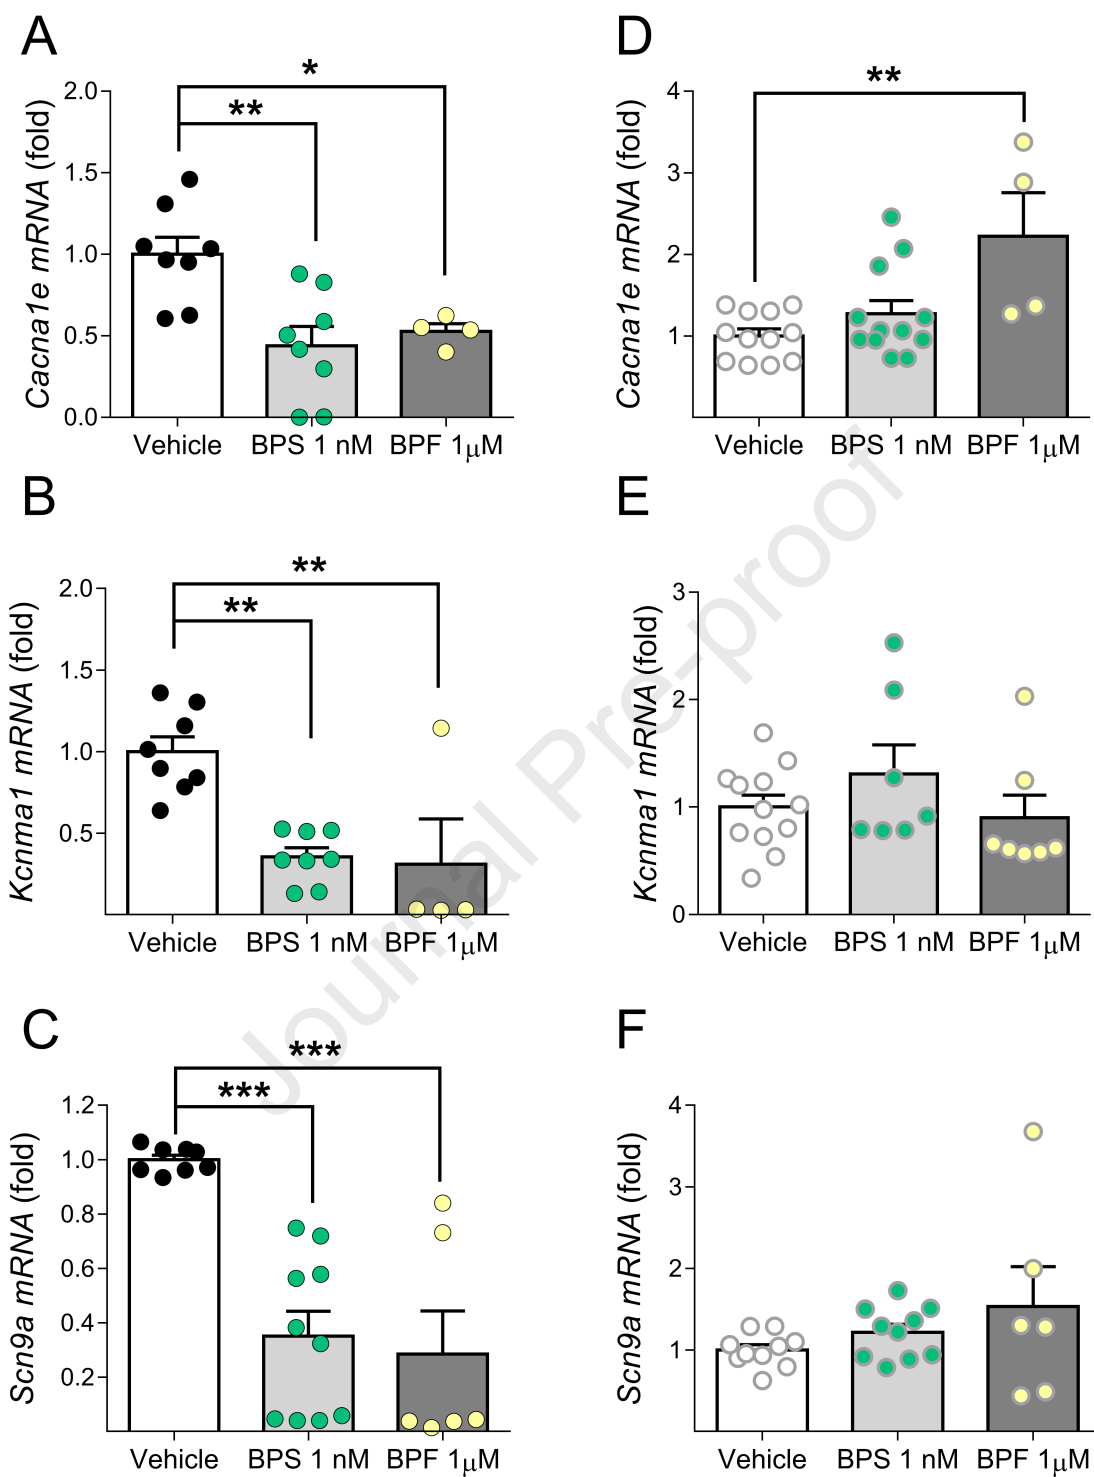 A
Cacna1e mRNA (fold)
2.0
1.5
1.0
0.5
0.0
*
**
Vehicle
BPS 1 nM
BPF 1μM
D
Cacna1e mRNA (fold)
4
3
2
1
**
Vehicle
BPS 1 nM
BPF 1μM
B
Kcnma1 mRNA (fold)
2.0
1.5
1.0
0.5
**
**
Vehicle
BPS 1 nM
BPF 1μM
E
Kcnma1 mRNA (fold)
3
2
1
0
Vehicle
BPS 1 nM
BPF 1μM
C
Scn9a mRNA (fold)
1.2
1.0
0.8
0.6
0.4
0.2
***
***
Vehicle
BPS 1 nM
BPF 1μM
F
Scn9a mRNA (fold)
4
3
2
1
Vehicle
BPS 1 nM
BPF 1μM
Journal Pre-proof